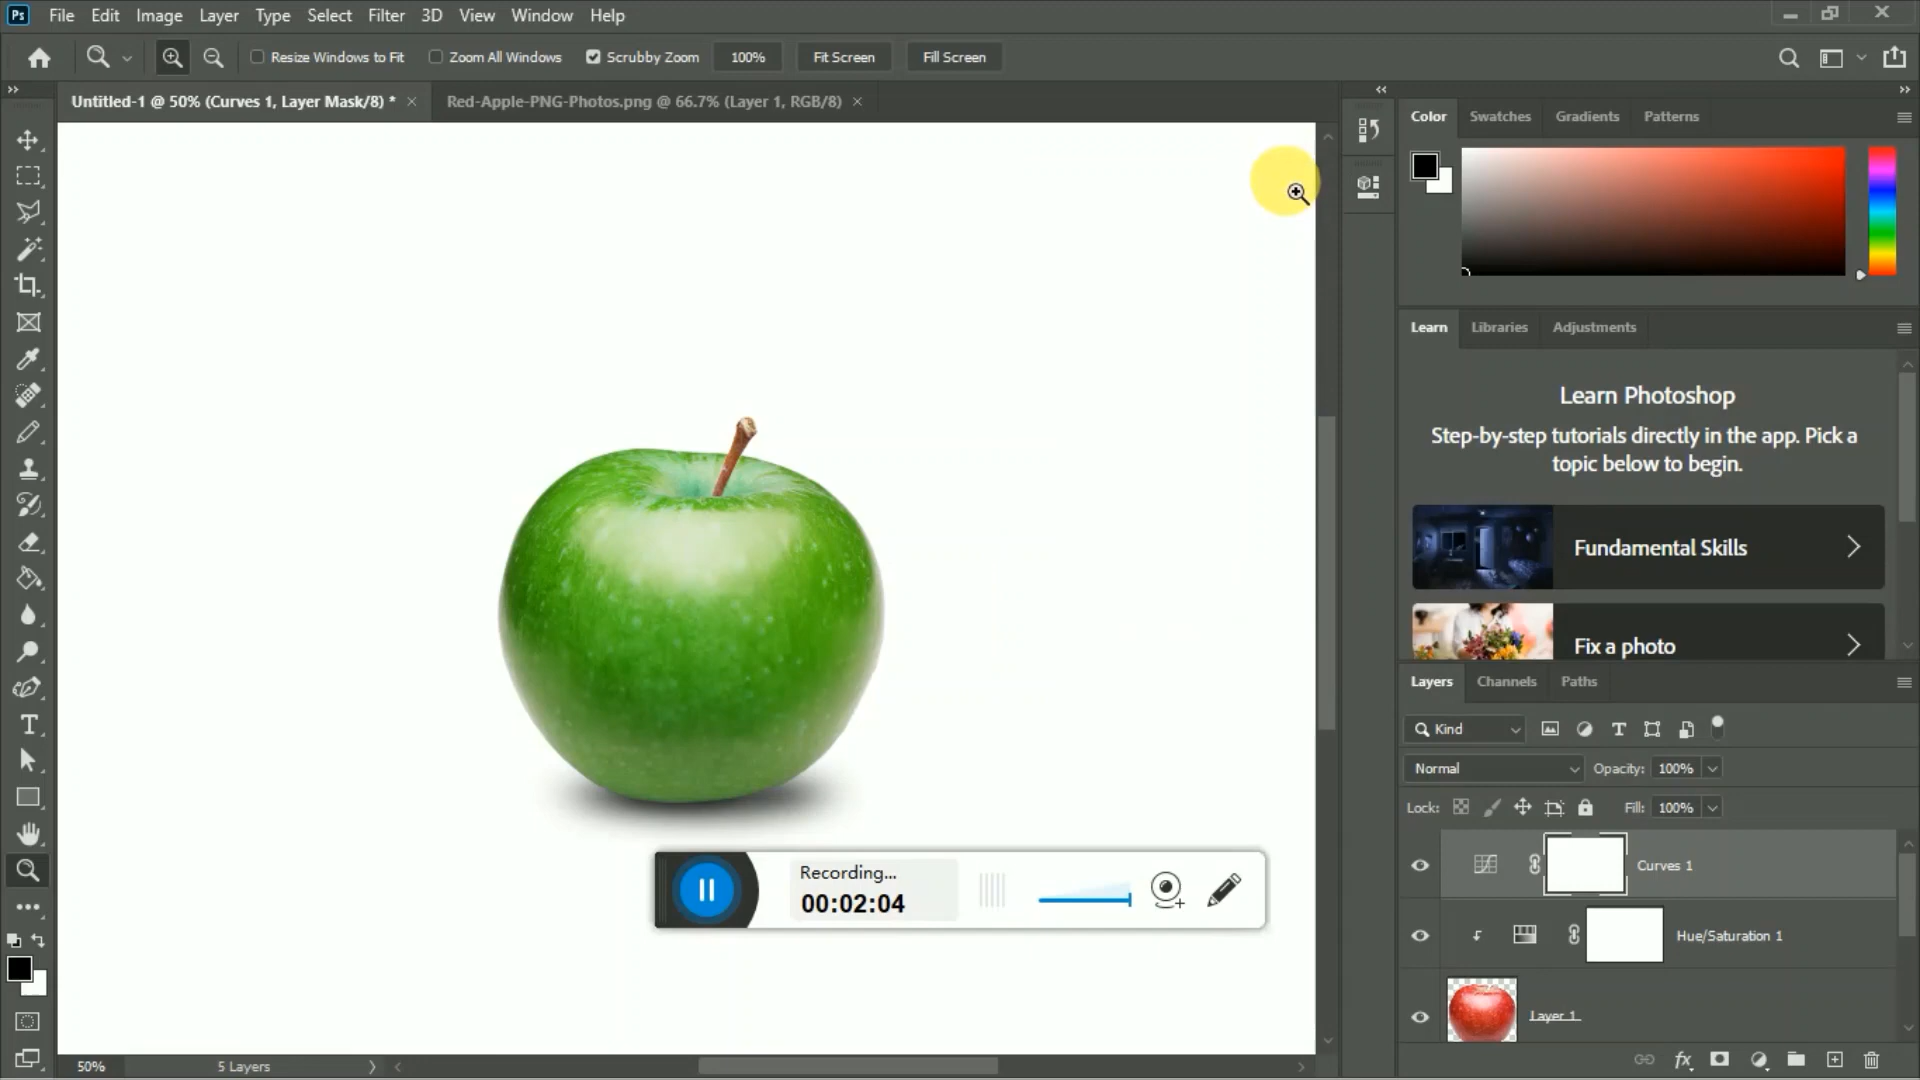 Ps File Edit Image Layer Type Select Filter 3D View Window Help
Resize Windows to Fit Zoom All Windows Scrubby Zoom 100% Fit Screen Fill Screen
Untitled-1 @ 50% (Curves 1, Layer Mask/8) * × Red-Apple-PNG-Photos.png @ 66.7% (Layer 1, RGB/8) ×
Color Swatches Gradients Patterns
Learn Libraries Adjustments
Learn Photoshop
Step-by-step tutorials directly in the app. Pick a
topic below to begin.
Fundamental Skills
Fix a photo
Layers Channels Paths
Kind
Normal Opacity: 100%
Lock: Fill: 100%
Curves 1
Hue/Saturation 1
Layer 1
Recording...
00:02:04
50% 5 Layers